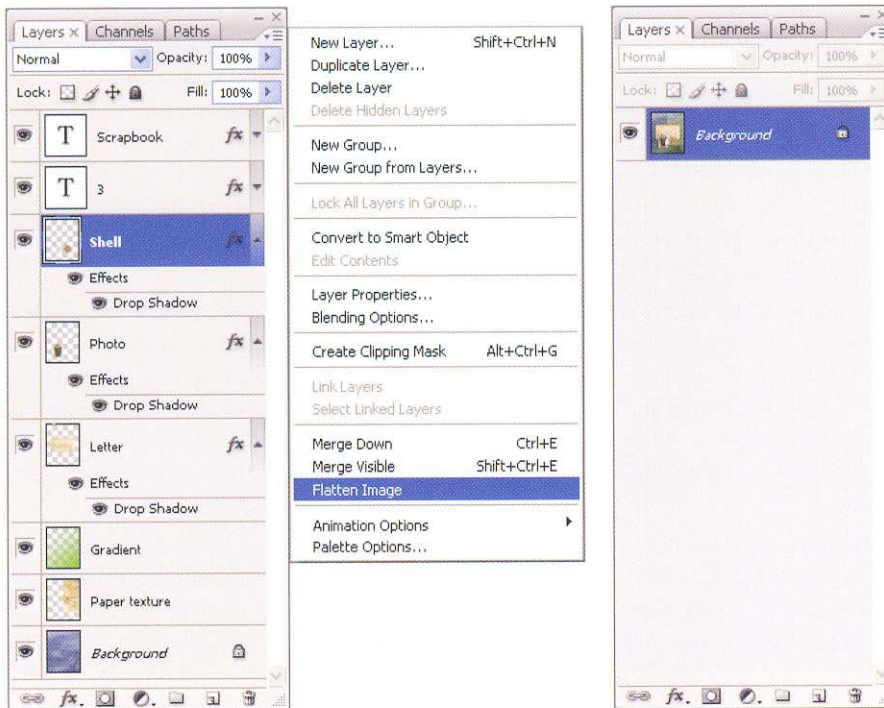 Layers × Channels Paths
Normal Opacity: 100%
Lock: Fill: 100%
T Scrapbook fx
T 3 fx
Shell fx
Effects
Drop Shadow
Photo fx
Effects
Drop Shadow
Letter fx
Effects
Drop Shadow
Gradient
Paper texture
Background
fx.
New Layer... Shift+Ctrl+N
Duplicate Layer...
Delete Layer
Delete Hidden Layers
New Group...
New Group from Layers...
Lock All Layers in Group...
Convert to Smart Object
Edit Contents
Layer Properties...
Blending Options...
Create Clipping Mask Alt+Ctrl+G
Link Layers
Select Linked Layers
Merge Down Ctrl+E
Merge Visible Shift+Ctrl+E
Flatten Image
Animation Options
Palette Options...
Layers × Channels Paths
Normal Opacity: 100%
Lock: Fill: 100%
Background
fx.